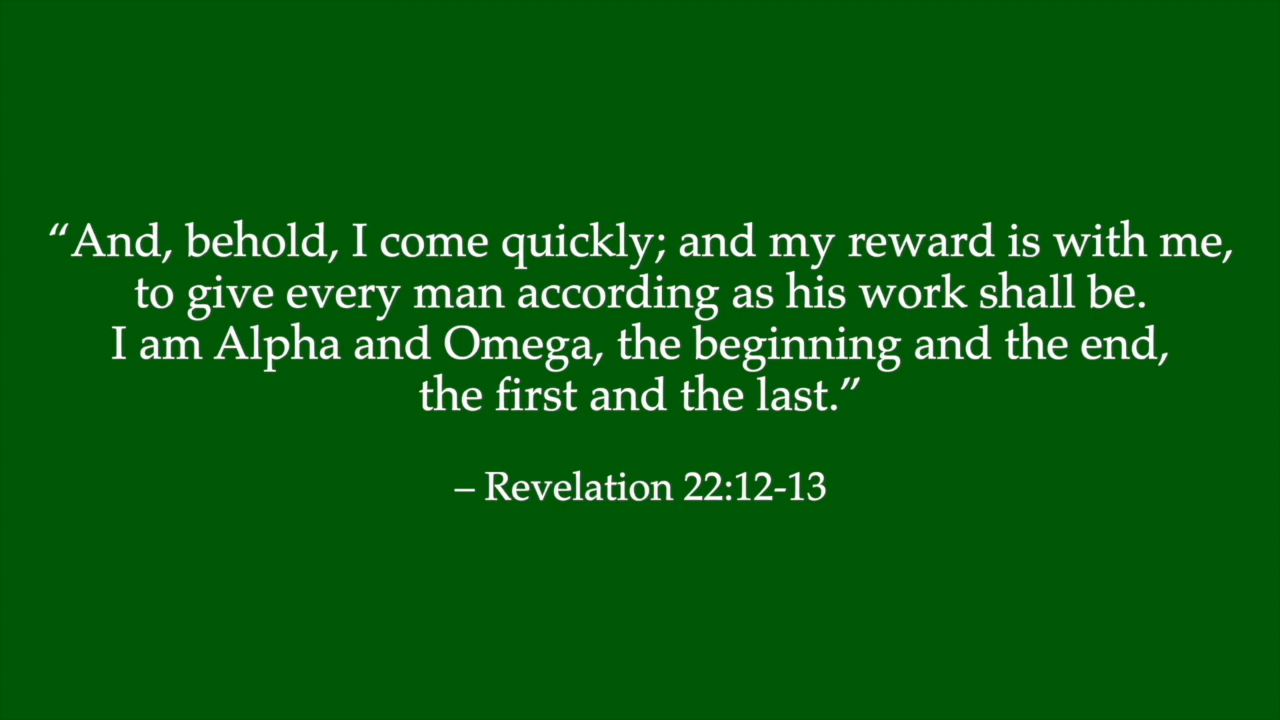 “And, behold, I come quickly; and my reward is with me,
to give every man according as his work shall be.
I am Alpha and Omega, the beginning and the end,
the first and the last.”
– Revelation 22:12-13